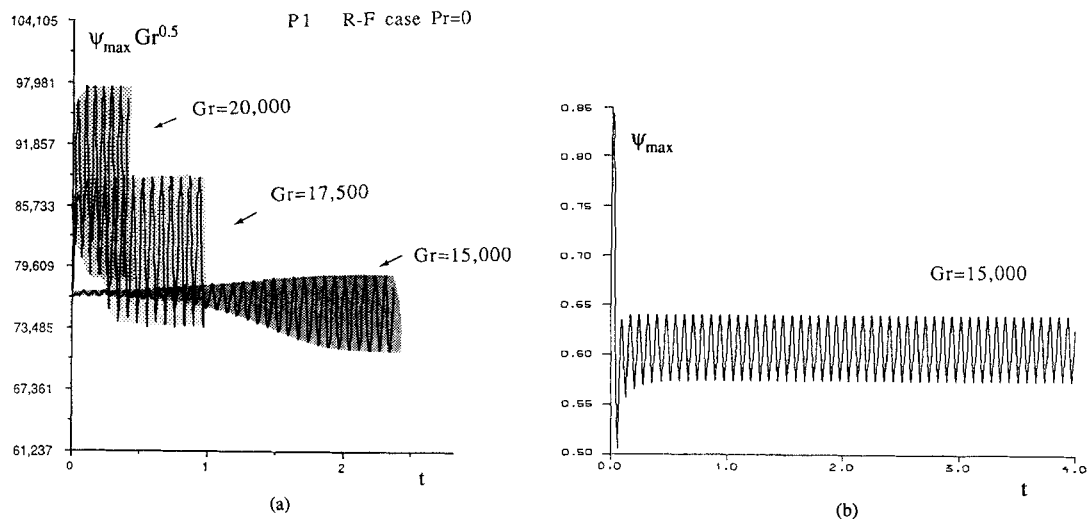 P1 R-F case Pr=0
ψmax Gr^0.5
104,105
97,981
91,857
85,733
79,609
73,485
67,361
61,237
Gr=20,000
Gr=17,500
Gr=15,000
0 1 2
t
(a)
ψmax
0.85
0.80
0.75
0.70
0.65
0.60
0.55
0.50
Gr=15,000
0.0 1.0 2.0 3.0 4.0
t
(b)